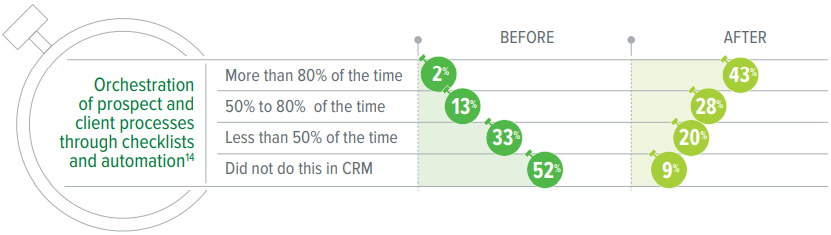 BEFORE AFTER
Orchestration
of prospect and
client processes
through checklists
and automation14
More than 80% of the time 2% 43%
50% to 80% of the time 13% 28%
Less than 50% of the time 33% 20%
Did not do this in CRM 52% 9%